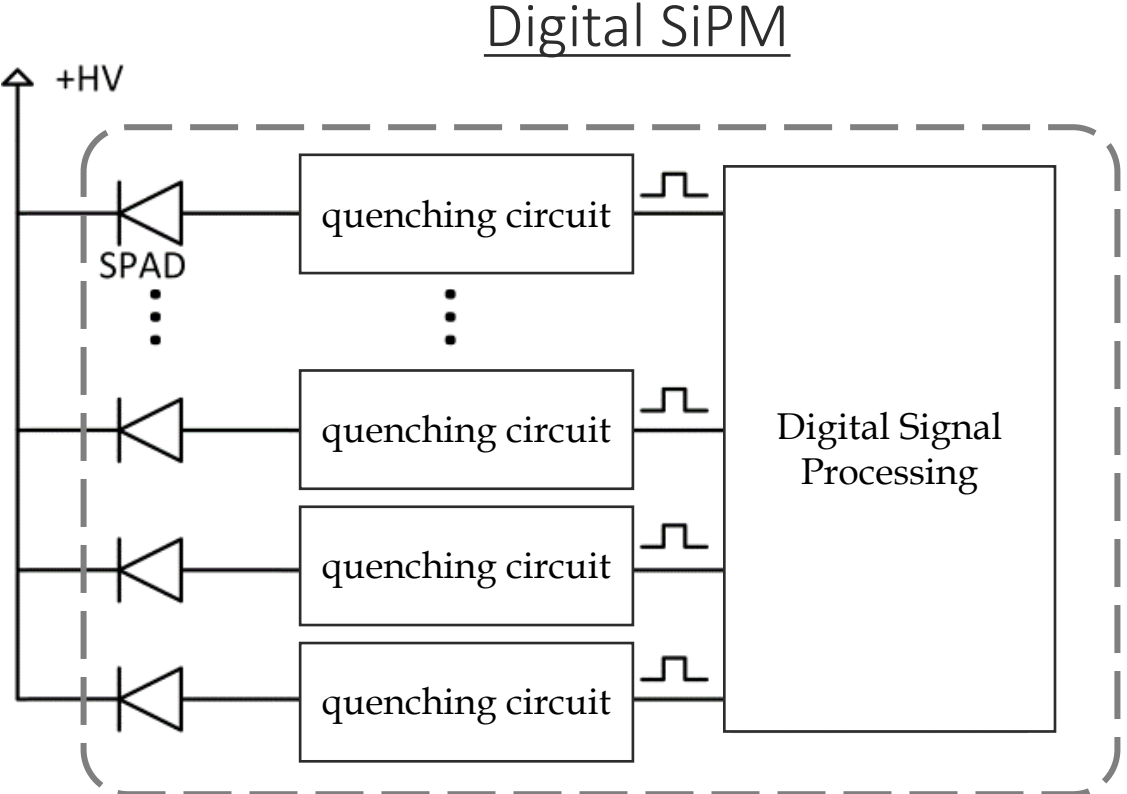 Digital SiPM
+HV
quenching circuit
SPAD
quenching circuit
Digital Signal
Processing
quenching circuit
quenching circuit